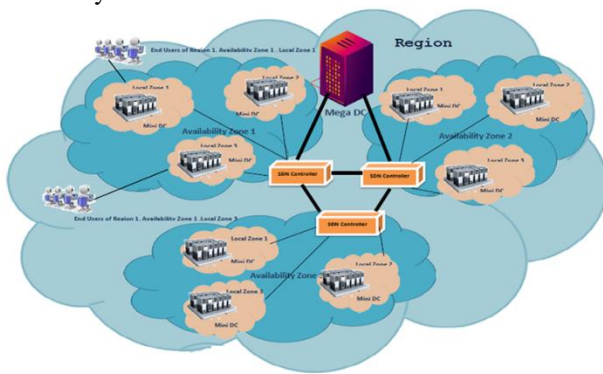 End Users of Reason 1. Availability Zone 1 . Local Zone 1
Region
Local Zone 1
Mini DC
Local Zone 2
Mini DC
Mega DC
Local Zone 1
Mini DC
Local Zone 2
Mini DC
Availability Zone 1
Availability Zone 2
Local Zone 3
Mini DC
Local Zone 3
Mini DC
SDN Controller
SDN Controller
SDN Controller
End Users of Region 1. Availability Zone 1 .Local Zone 3
Local Zone 1
Mini DC
Availability Zone
Local Zone 2
Mini DC
Local Zone 3
Mini DC